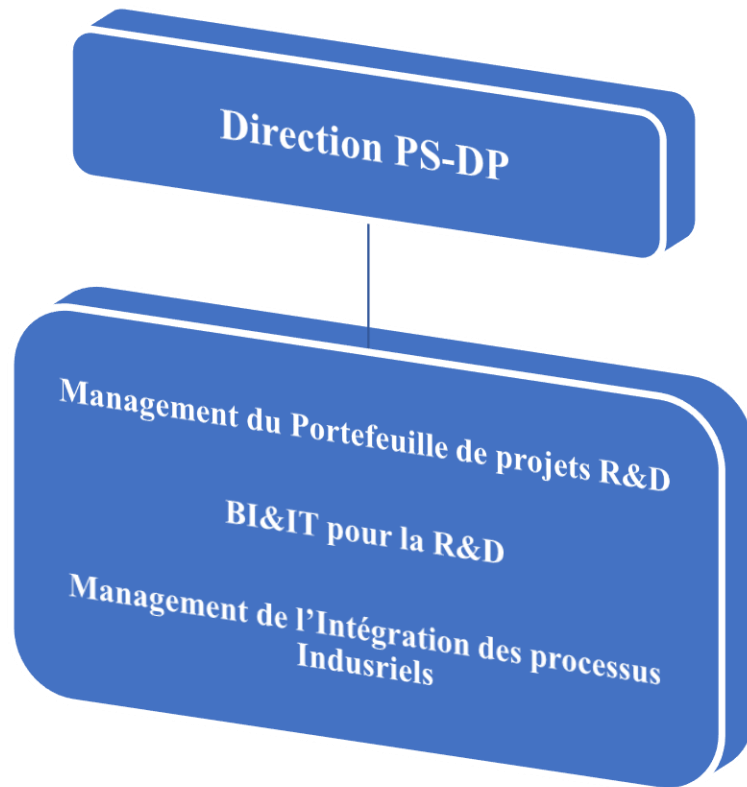 Direction PS-DP
Management du Portefeuille de projets R&D
BI&IT pour la R&D
Management de l’Intégration des processus
Indusriels